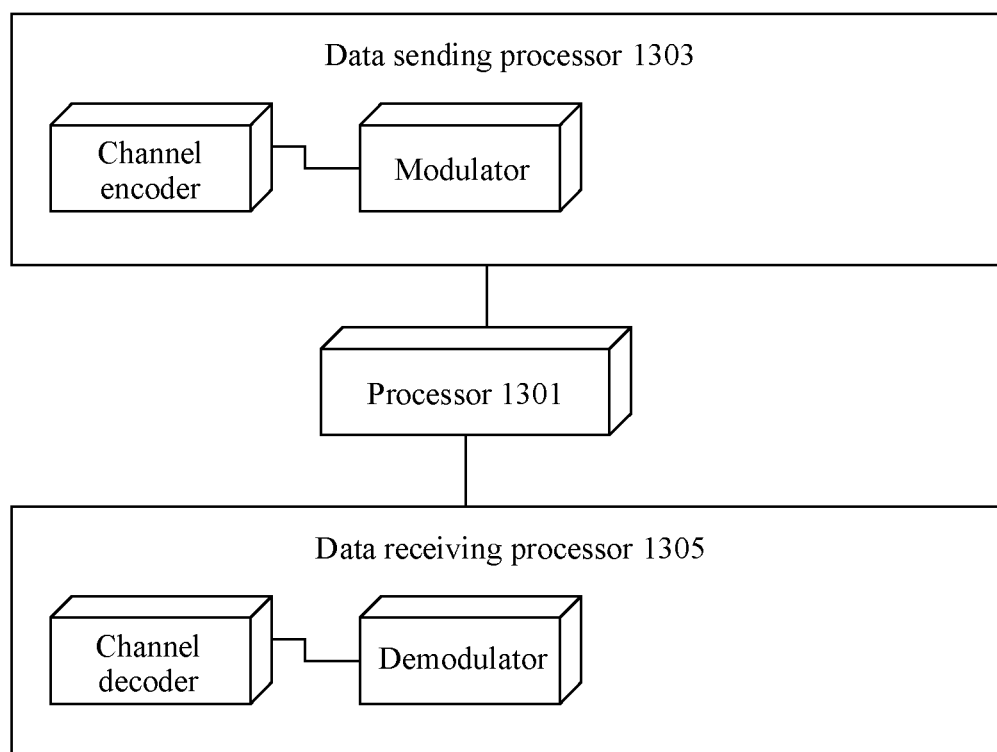 Data sending processor 1303
Channel
encoder
Modulator
Processor 1301
Data receiving processor 1305
Channel
decoder
Demodulator